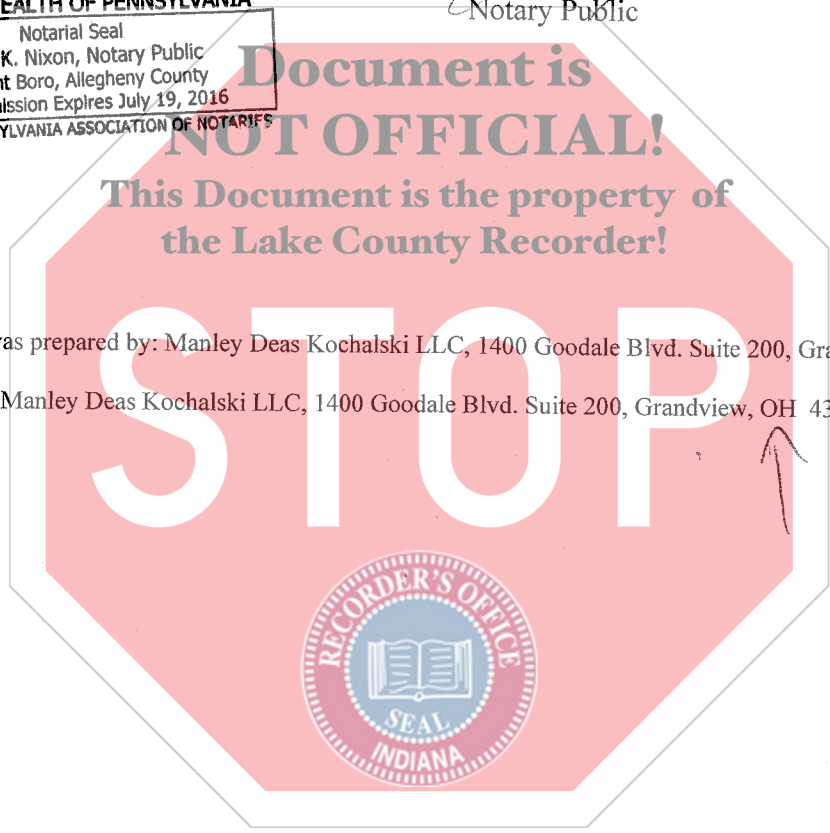 EALTH OF PENNSYLVANIA
Notarial Seal
K. Nixon, Notary Public
nt Boro, Allegheny County
ission Expires July 19, 2016
YLVANIA ASSOCIATION OF NOTARIES
Notary Public
Document is
NOT OFFICIAL!
This Document is the property of
the Lake County Recorder!
as prepared by: Manley Deas Kochalski LLC, 1400 Goodale Blvd. Suite 200, Gra
Manley Deas Kochalski LLC, 1400 Goodale Blvd. Suite 200, Grandview, OH 43
STOP
RECORDER'S OFFICE
SEAL
INDIANA